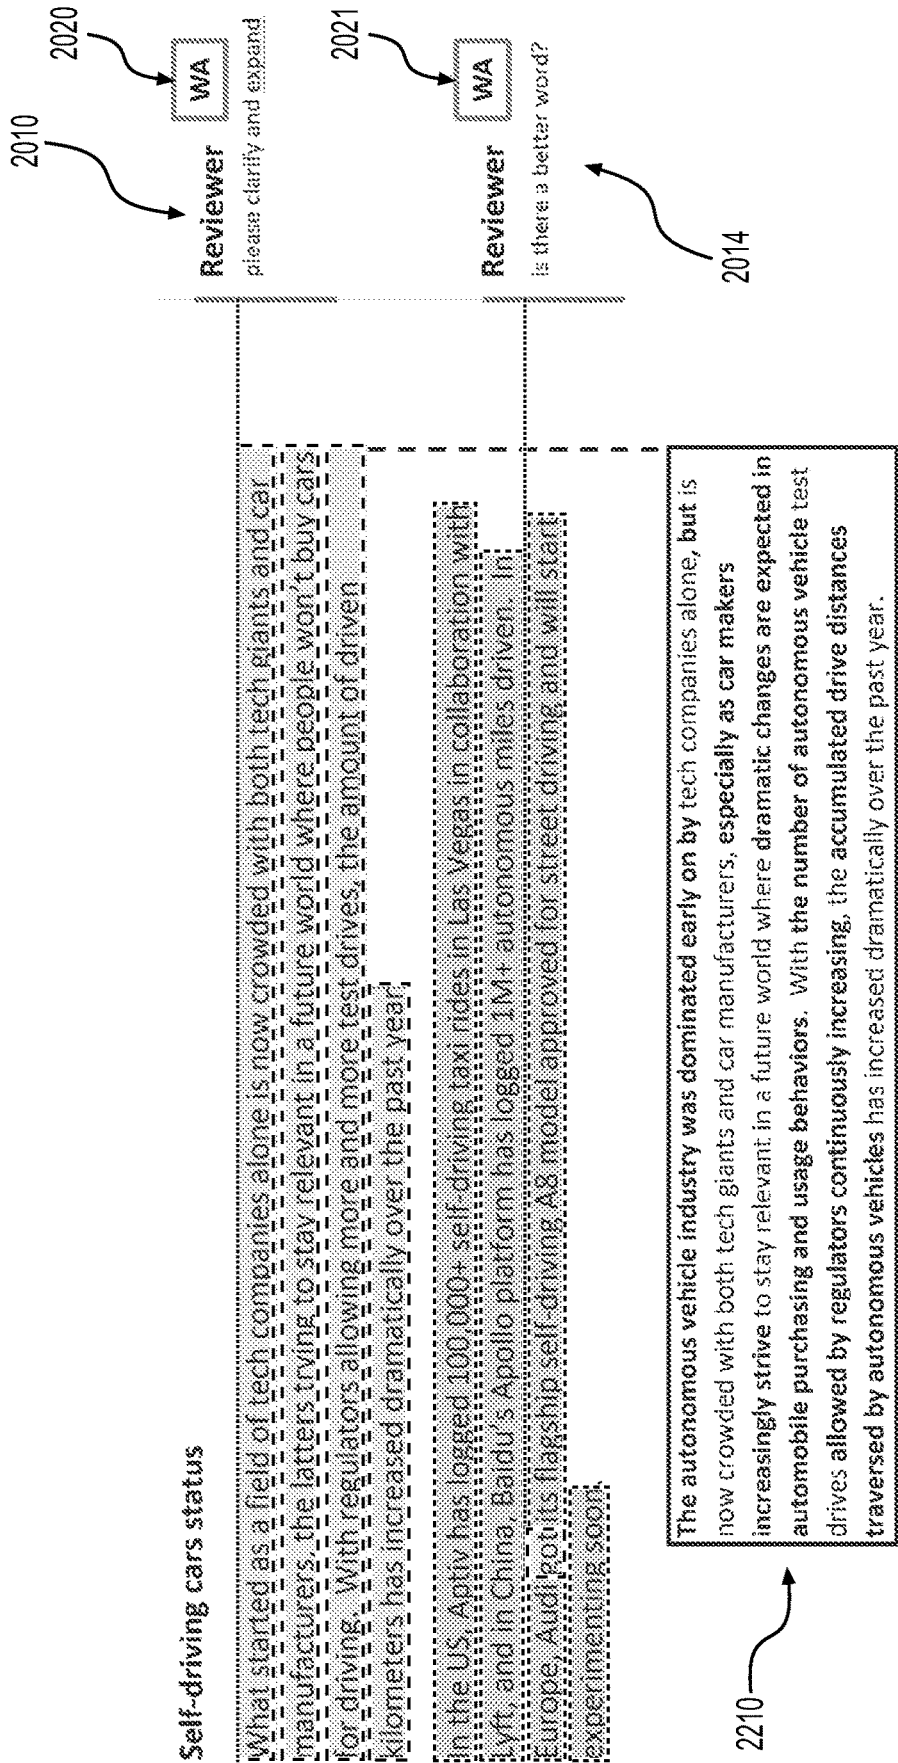 Self-driving cars status
What started as a field of tech companies alone is now crowded with both tech giants and car
manufacturers, the latters trying to stay relevant in a future world where people won't buy cars
for driving. With regulators allowing more and more test drives, the amount of driven
kilometers has increased dramatically over the past year.
In the US, Aptiv has logged 100,000+ self-driving taxi rides in Las Vegas in collaboration with
Lyft, and in China, Baidu's Apollo platform has logged 1M+ autonomous miles driven. In
Europe, Audi got its flagship self-driving A8 model approved for street driving and will start
experimenting soon.
2010
2020
Reviewer WA
please clarify and expand
2021
Reviewer WA
is there a better word?
2014
The autonomous vehicle industry was dominated early on by tech companies alone, but is
now crowded with both tech giants and car manufacturers, especially as car makers
increasingly strive to stay relevant in a future world where dramatic changes are expected in
automobile purchasing and usage behaviors. With the number of autonomous vehicle test
drives allowed by regulators continuously increasing, the accumulated drive distances
traversed by autonomous vehicles has increased dramatically over the past year.
2210